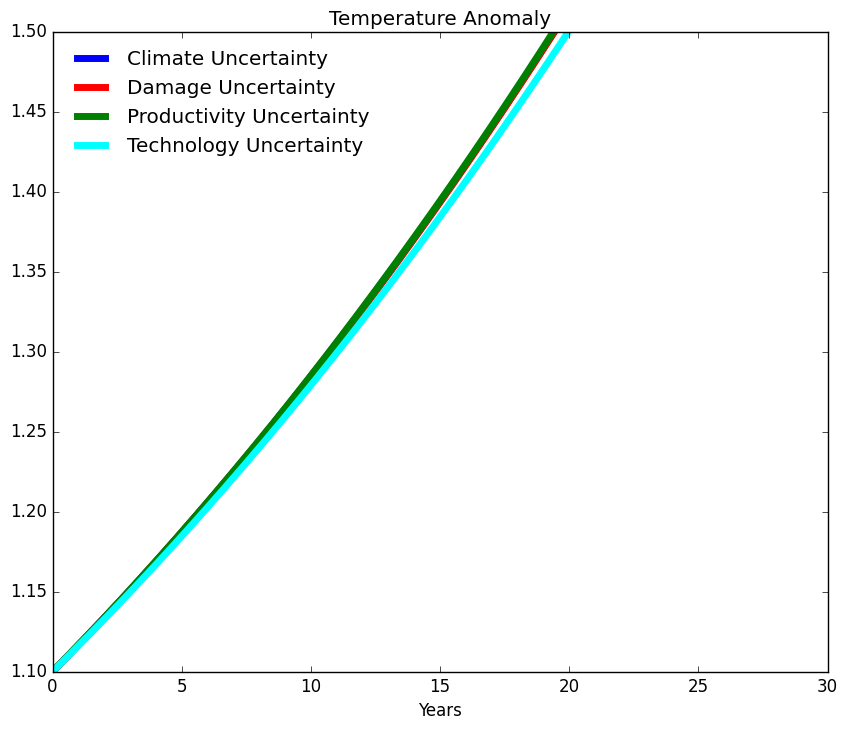 Temperature Anomaly
1.50
Climate Uncertainty
Damage Uncertainty
1.45
Productivity Uncertainty
Technology Uncertainty
1.40
1.35
1.30
1.25
1.20
1.15
1.10
0 5 10 15 20 25 30
Years